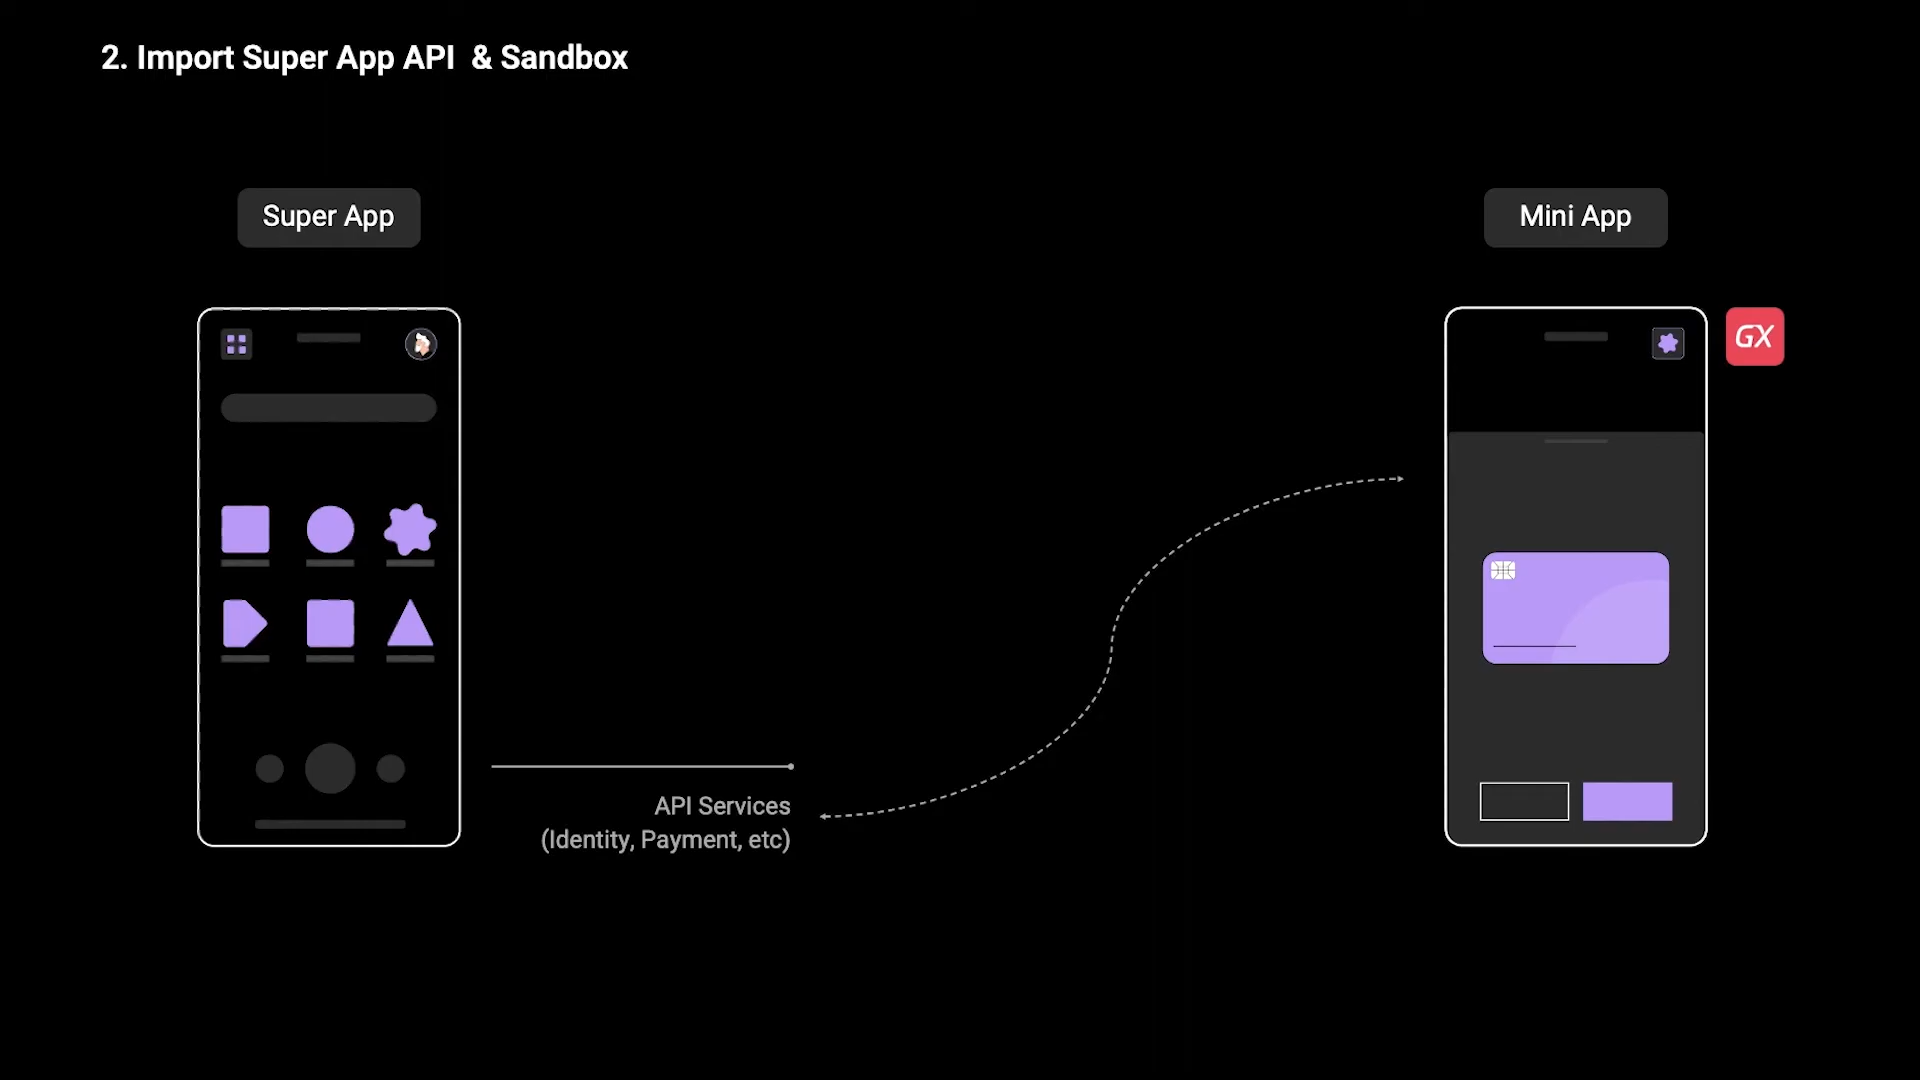 2. Import Super App API & Sandbox
Super App
Mini App
GX
API Services
(Identity, Payment, etc)